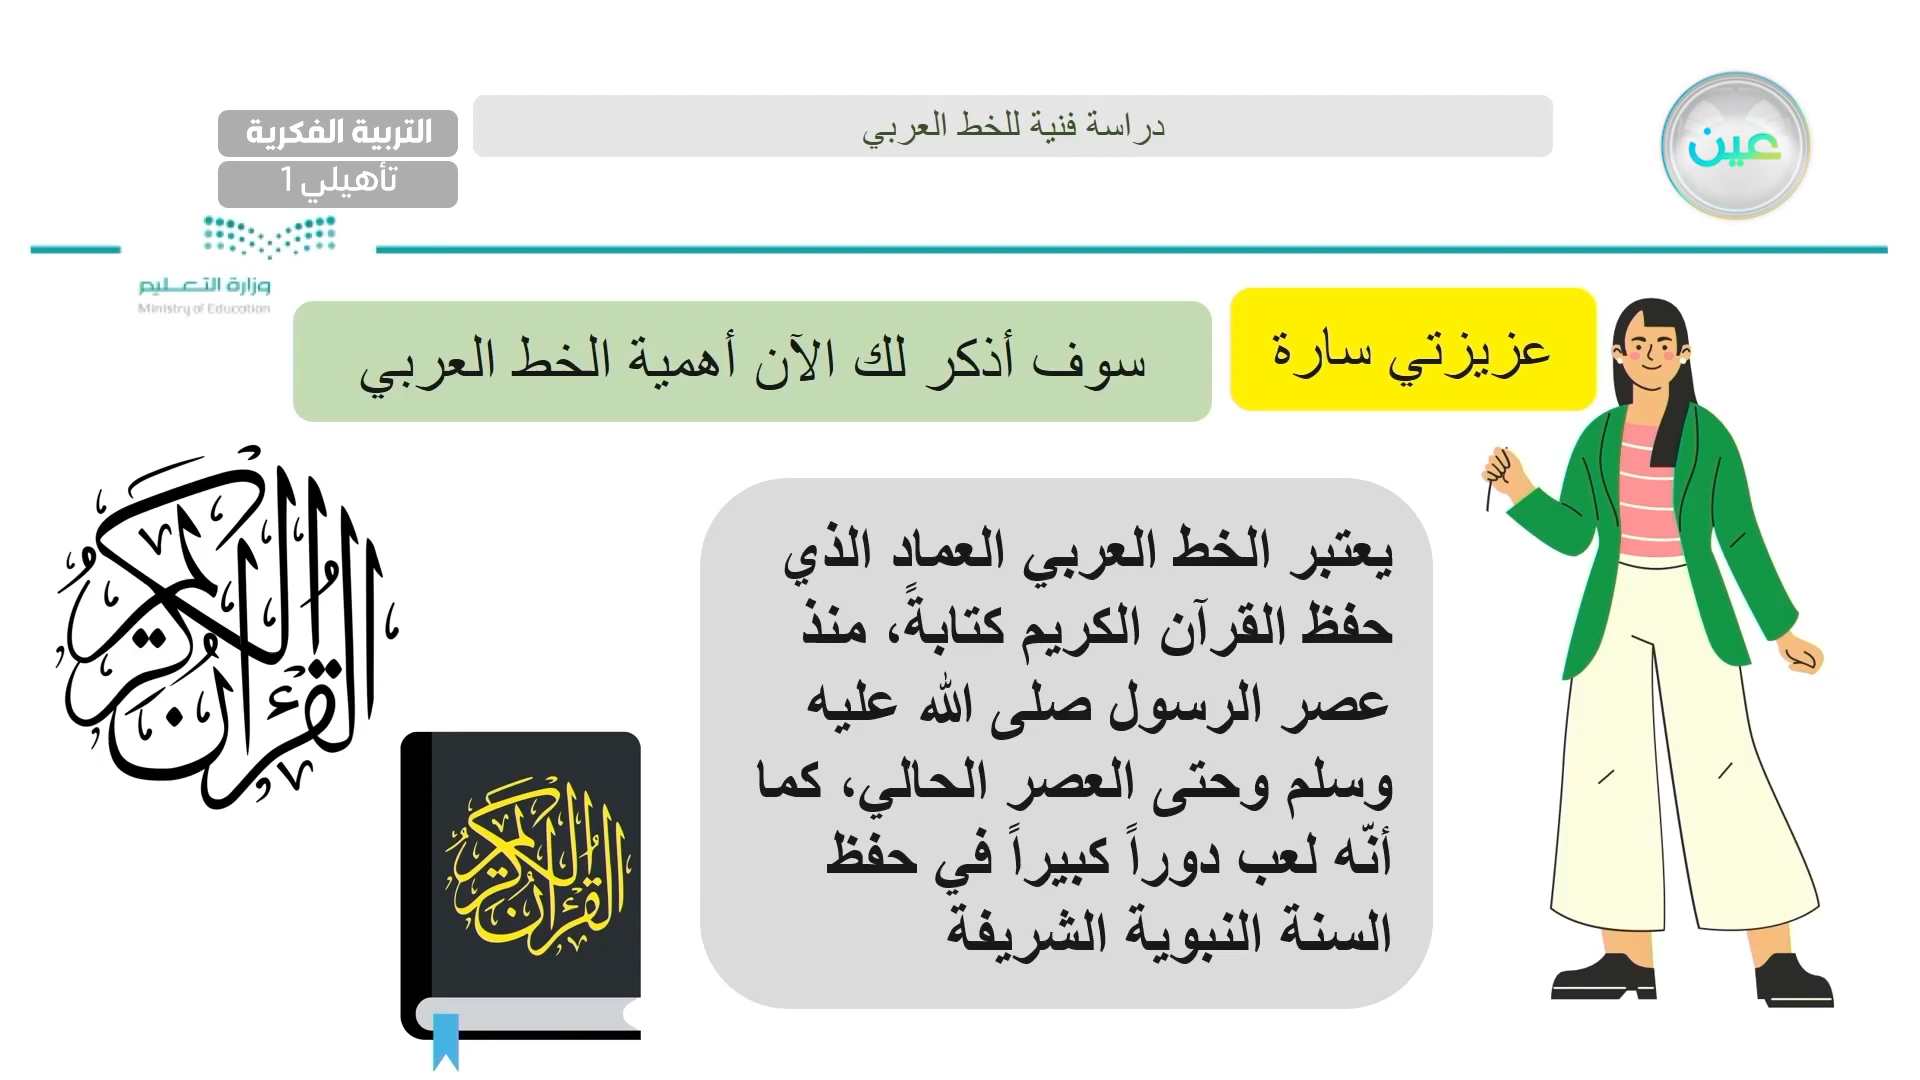 دراسة فنية للخط العربي
التربية الفكرية
تأهيلي 1
عين
وزارة التعليم
Ministry of Education
عزيزتي سارة
سوف أذكر لك الآن أهمية الخط العربي
يعتبر الخط العربي العماد الذي
حفظ القرآن الكريم كتابةً، منذ
عصر الرسول صلى الله عليه
وسلم وحتى العصر الحالي، كما
أنّه لعب دوراً كبيراً في حفظ
السنة النبوية الشريفة
القرءان الكريم
القرءان الكريم